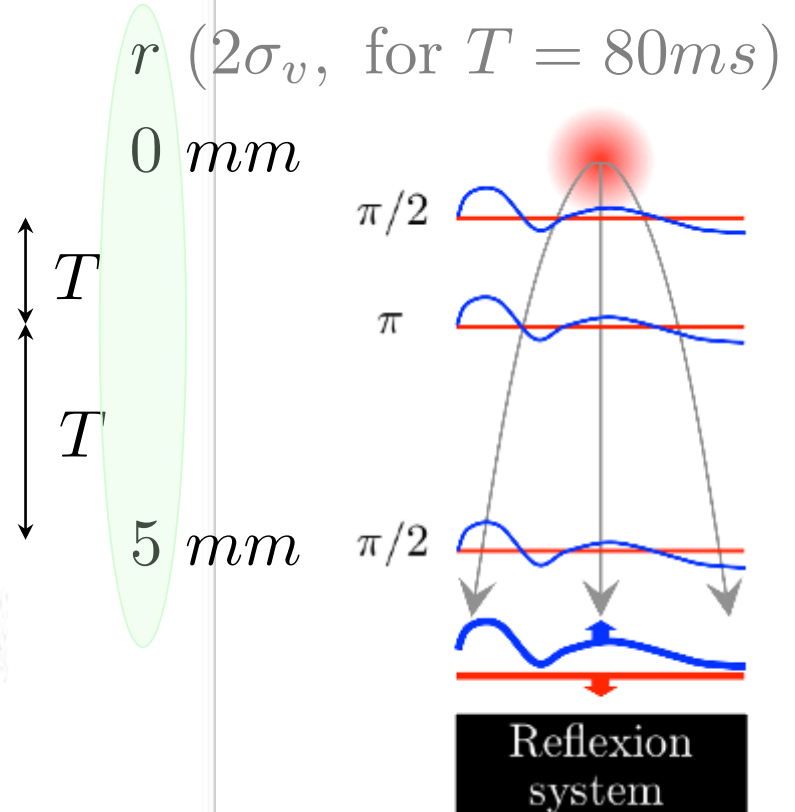 r (2σ_v, for T = 80ms)
0 mm
π/2
T
π
T
5 mm
π/2
Reflexion
system